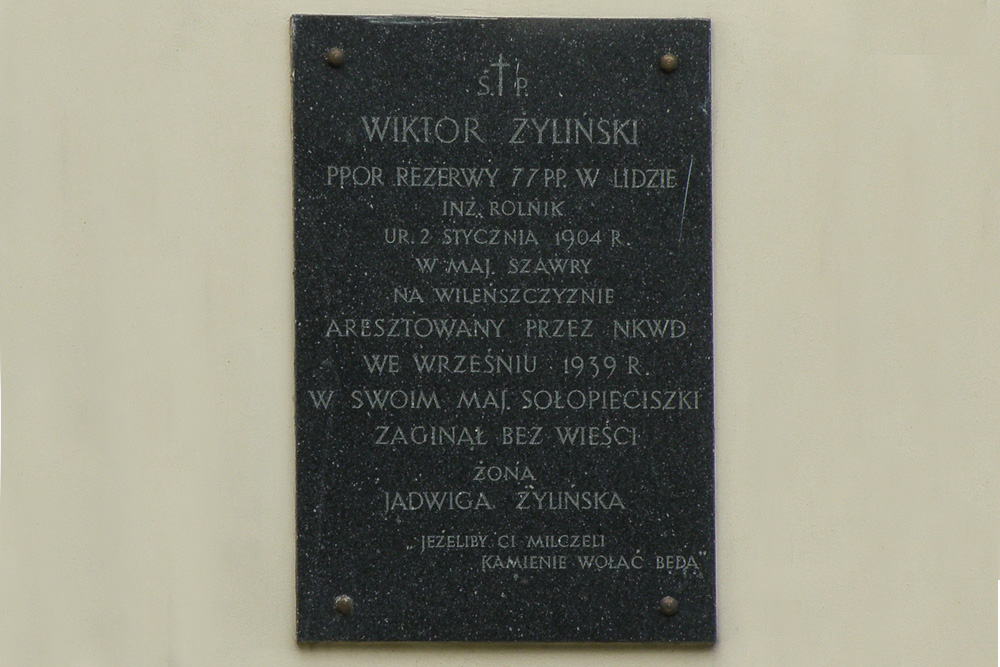 Ś.†P.
WIKTOR ŻYLIŃSKI
PPOR REZERWY 77 PP. W LIDZIE
INŻ. ROLNIK
UR. 2 STYCZNIA 1904 R.
W MAJ. SZAWRY
NA WILEŃSZCZYŹNIE
ARESZTOWANY PRZEZ NKWD
WE WRZEŚNIU 1939 R.
W SWOIM MAJ. SOŁOPIECISZKI
ZAGINĄŁ BEZ WIEŚCI
ŻONA
JADWIGA ŻYLIŃSKA
„JEŻELIBY CI MILCZELI
KAMIENIE WOŁAĆ BĘDĄ"